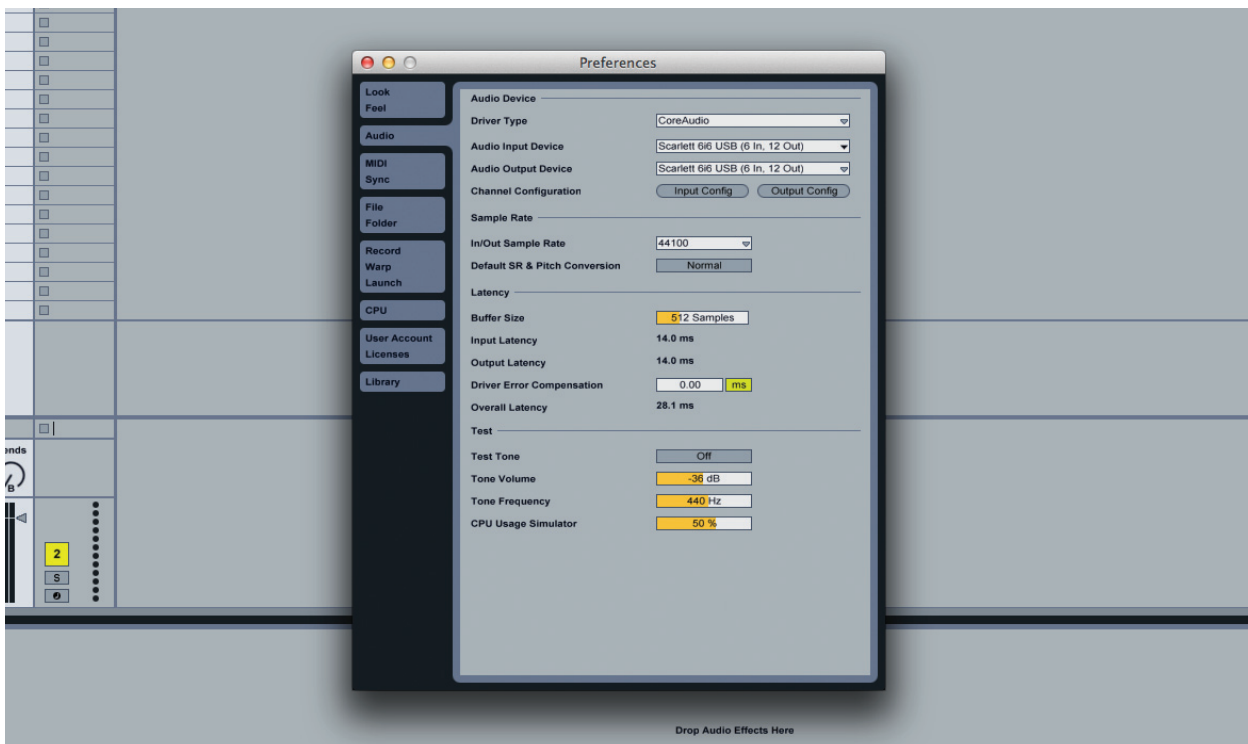 Preferences
Look
Feel
Audio
MIDI
Sync
File
Folder
Record
Warp
Launch
CPU
User Account
Licenses
Library
Audio Device
Driver Type CoreAudio
Audio Input Device Scarlett 6i6 USB (6 In, 12 Out)
Audio Output Device Scarlett 6i6 USB (6 In, 12 Out)
Channel Configuration Input Config Output Config
Sample Rate
In/Out Sample Rate 44100
Default SR & Pitch Conversion Normal
Latency
Buffer Size 512 Samples
Input Latency 14.0 ms
Output Latency 14.0 ms
Driver Error Compensation 0.00 ms
Overall Latency 28.1 ms
Test
Test Tone Off
Tone Volume -36 dB
Tone Frequency 440 Hz
CPU Usage Simulator 50 %
B
2
S
Drop Audio Effects Here